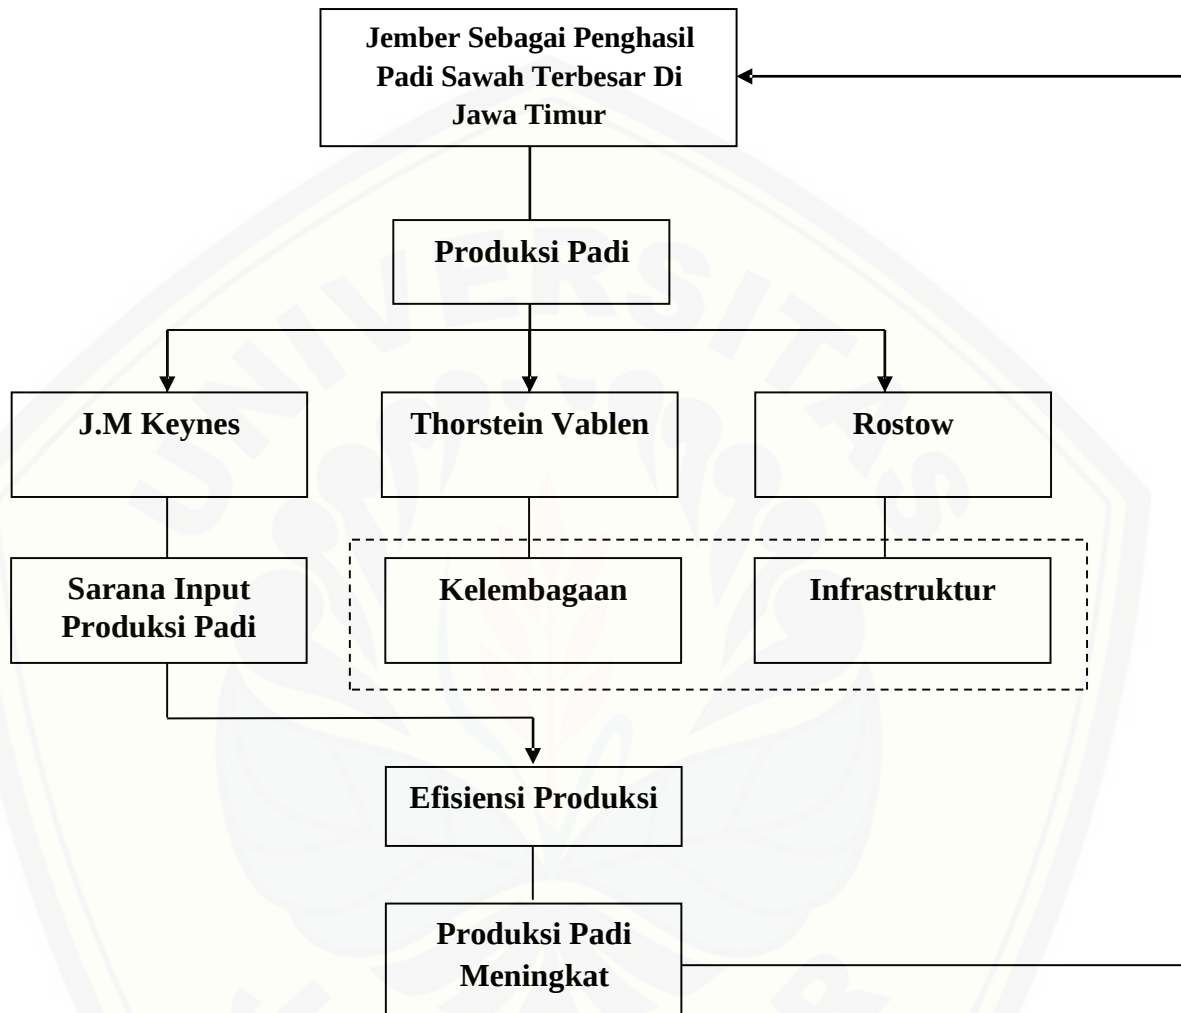 Jember Sebagai Penghasil
Padi Sawah Terbesar Di
Jawa Timur
Produksi Padi
J.M Keynes
Thorstein Vablen
Rostow
Sarana Input
Produksi Padi
Kelembagaan
Infrastruktur
Efisiensi Produksi
Produksi Padi
Meningkat
UNIVERSITAS